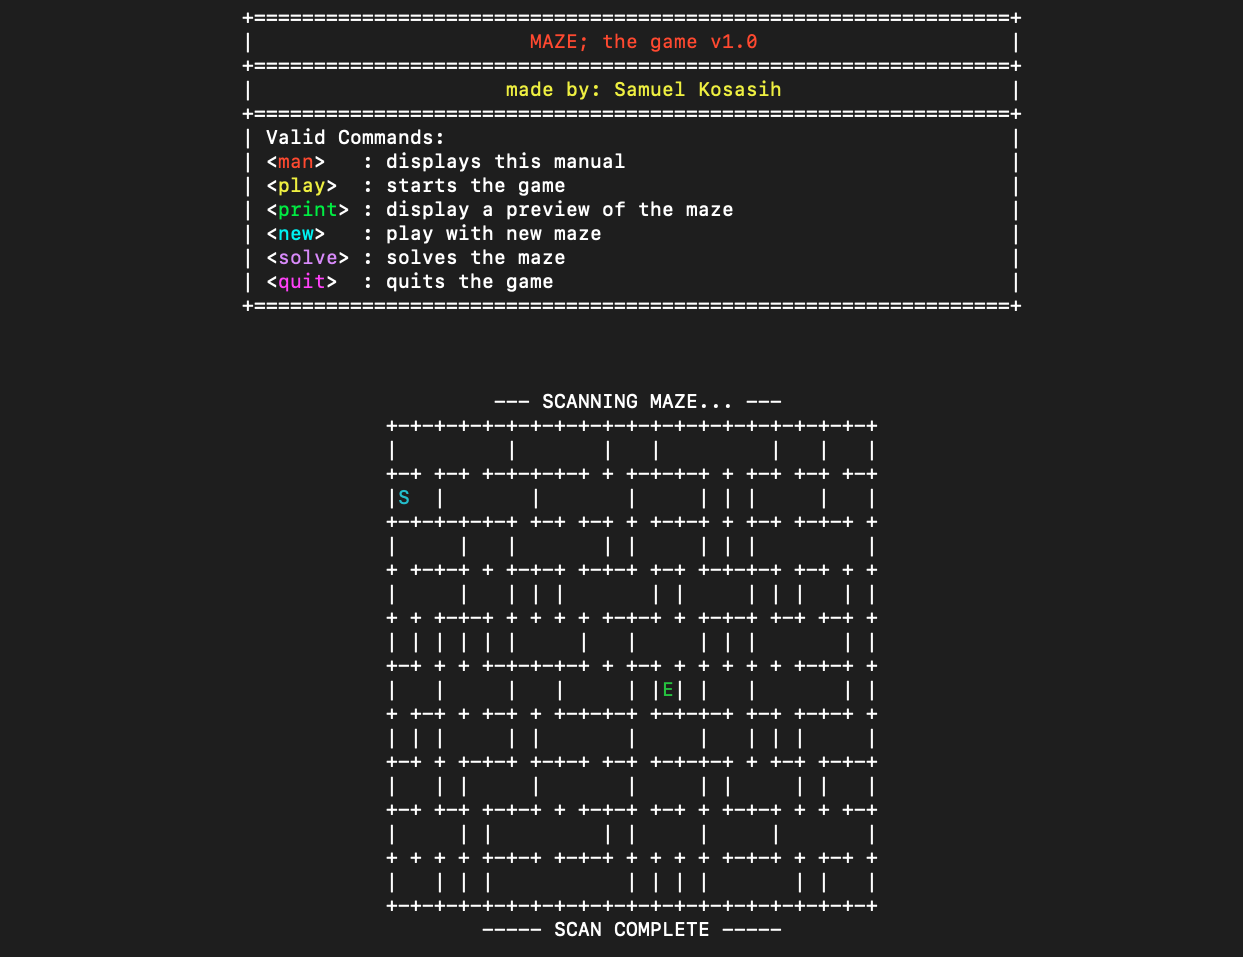 +===============================================================+
| MAZE; the game v1.0 |
+===============================================================+
| made by: Samuel Kosasih |
+===============================================================+
| Valid Commands: |
| <man>   : displays this manual |
| <play>  : starts the game |
| <print> : display a preview of the maze |
| <new>   : play with new maze |
| <solve> : solves the maze |
| <quit>  : quits the game |
+===============================================================+
--- SCANNING MAZE... ---
+-+-+-+-+-+-+-+-+-+-+-+-+-+-+-+-+-+-+-+-+
|         |       |   |         |   |   |
+-+ +-+ +-+-+-+-+ + +-+-+-+ + +-+ +-+ +-+
|S  |       |       |     | | |     |   |
+-+-+-+-+-+ +-+ +-+ + +-+-+ +-+-+ +-+-+ +
|     |   |       | |     | | |         |
+ +-+-+ + +-+-+ +-+-+ +-+ +-+-+-+ +-+ + +
|     |   | | |       | |     | | |   | |
+ + +-+-+ + + + + +-+-+ + +-+-+ +-+ +-+ +
| | | | | |     |   |     | | |       | |
+-+ + + +-+-+-+-+ + +-+ + + + + + +-+-+ +
|   |     |   |     | |E| |   |       | |
+ +-+ + +-+ + +-+-+-+ +-+-+-+ +-+ +-+-+ +
| | |     | |       |     |   | | |     |
+-+ + +-+-+ +-+-+ +-+ +-+-+-+ + +-+ +-+-+
|   | |     |       |     | |     | |   |
+-+ +-+ +-+-+ + +-+-+ +-+ + +-+-+ + + +-+
|     | |         | |     |     |       |
+ + + + +-+-+ +-+-+ + + + + +-+-+ + +-+ +
|   | | |           | | | |       | |   |
+-+-+-+-+-+-+-+-+-+-+-+-+-+-+-+-+-+-+-+-+
----- SCAN COMPLETE -----